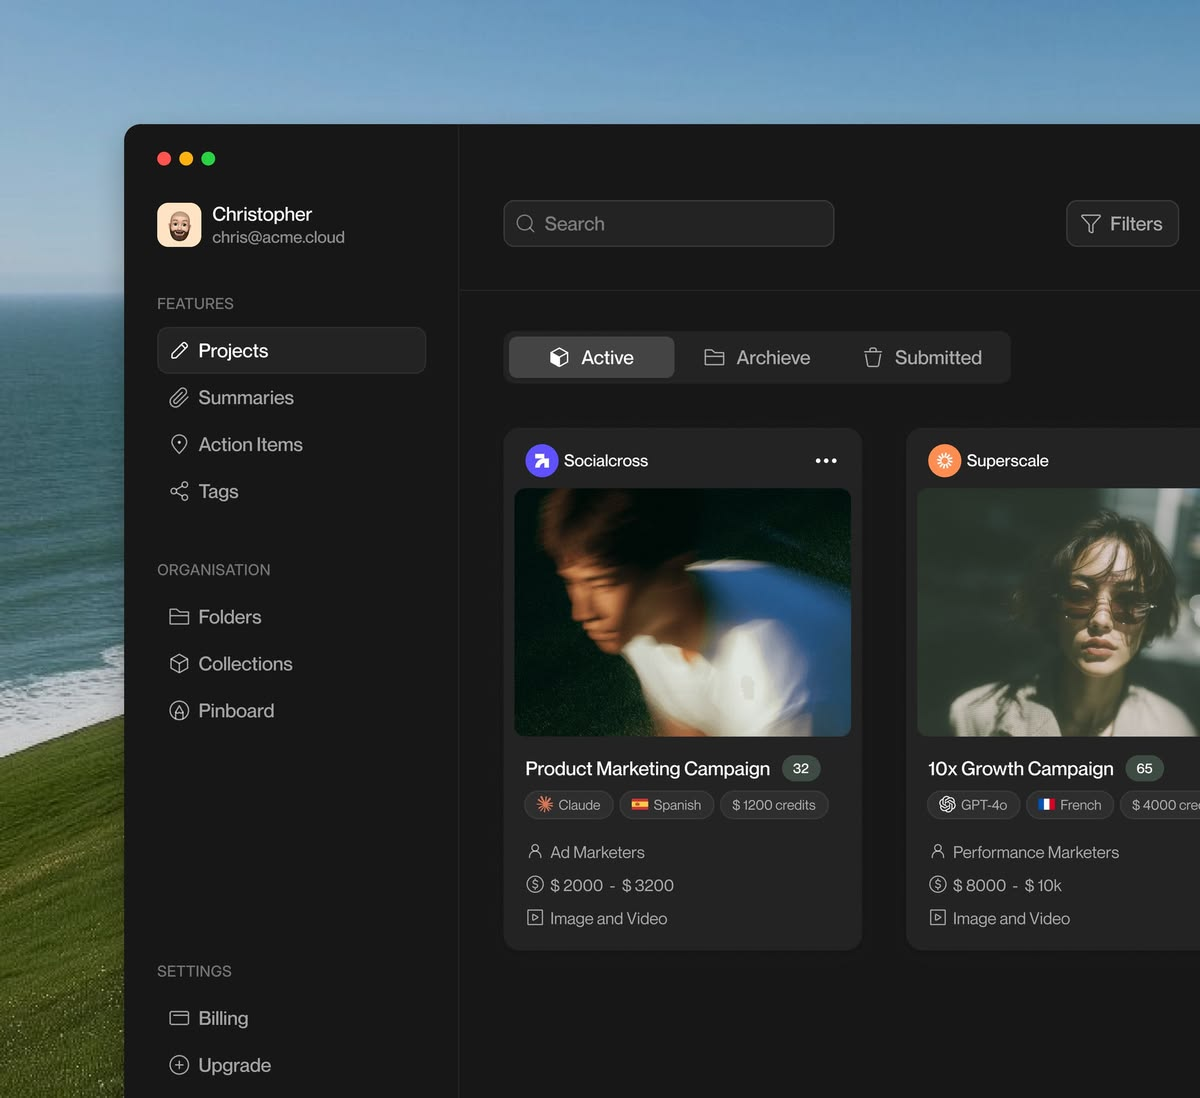 Christopher
chris@acme.cloud
FEATURES
Projects
Summaries
Action Items
Tags
ORGANISATION
Folders
Collections
Pinboard
SETTINGS
Billing
Upgrade
Search
Filters
Active
Archieve
Submitted
Socialcross
Product Marketing Campaign 32
Claude Spanish $ 1200 credits
Ad Marketers
$ 2000 - $ 3200
Image and Video
Superscale
10x Growth Campaign 65
GPT-4o French $ 4000 cre
Performance Marketers
$ 8000 - $ 10k
Image and Video